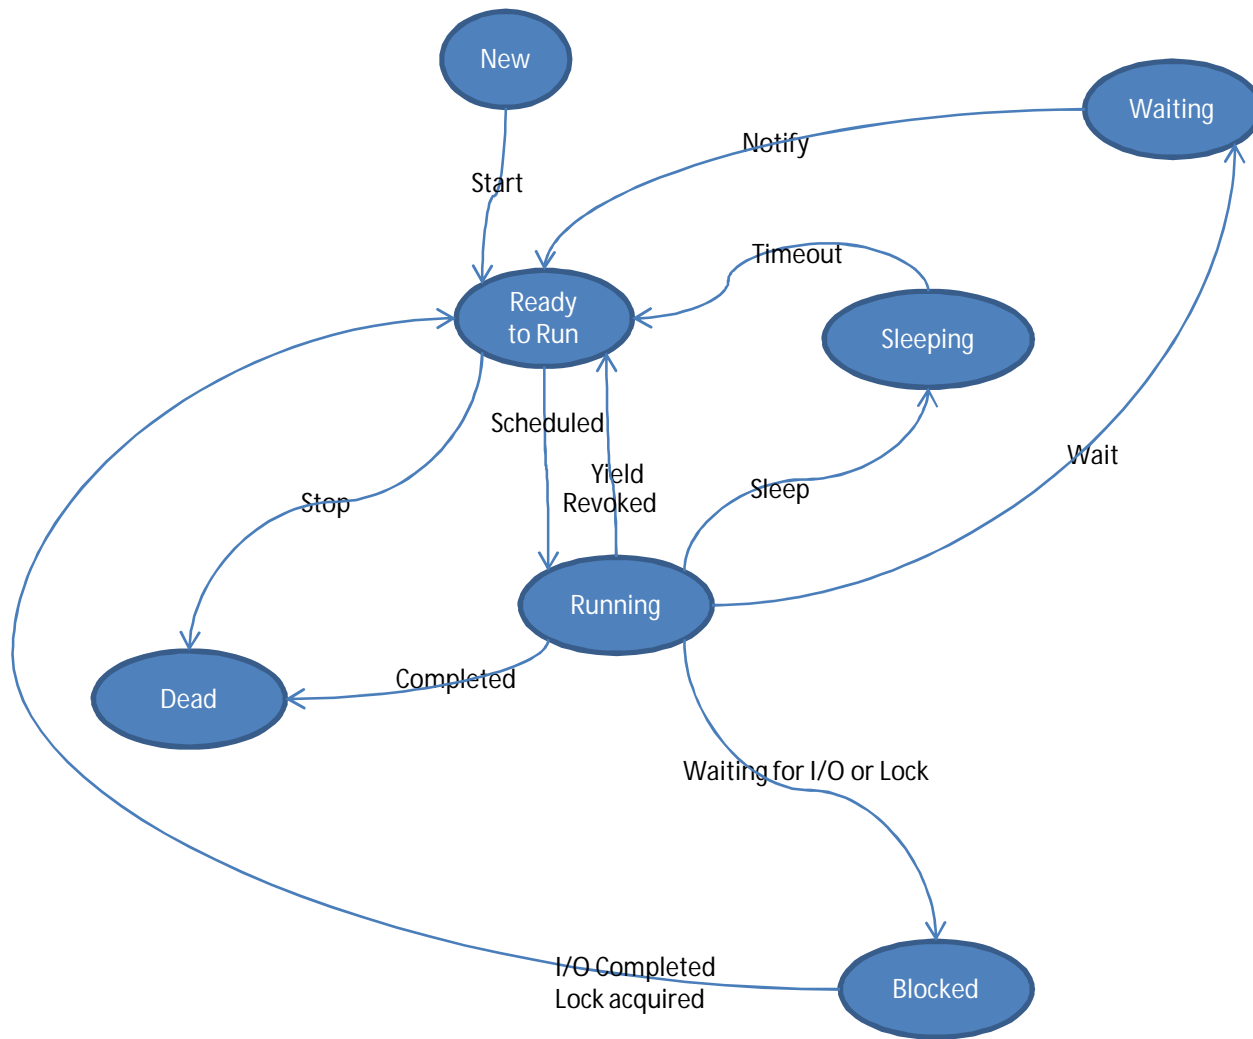 New
Waiting
Notify
Start
Timeout
Ready
to Run
Sleeping
Scheduled
Wait
Yield
Revoked
Sleep
Stop
Running
Completed
Dead
Waiting for I/O or Lock
I/O Completed
Lock acquired
Blocked